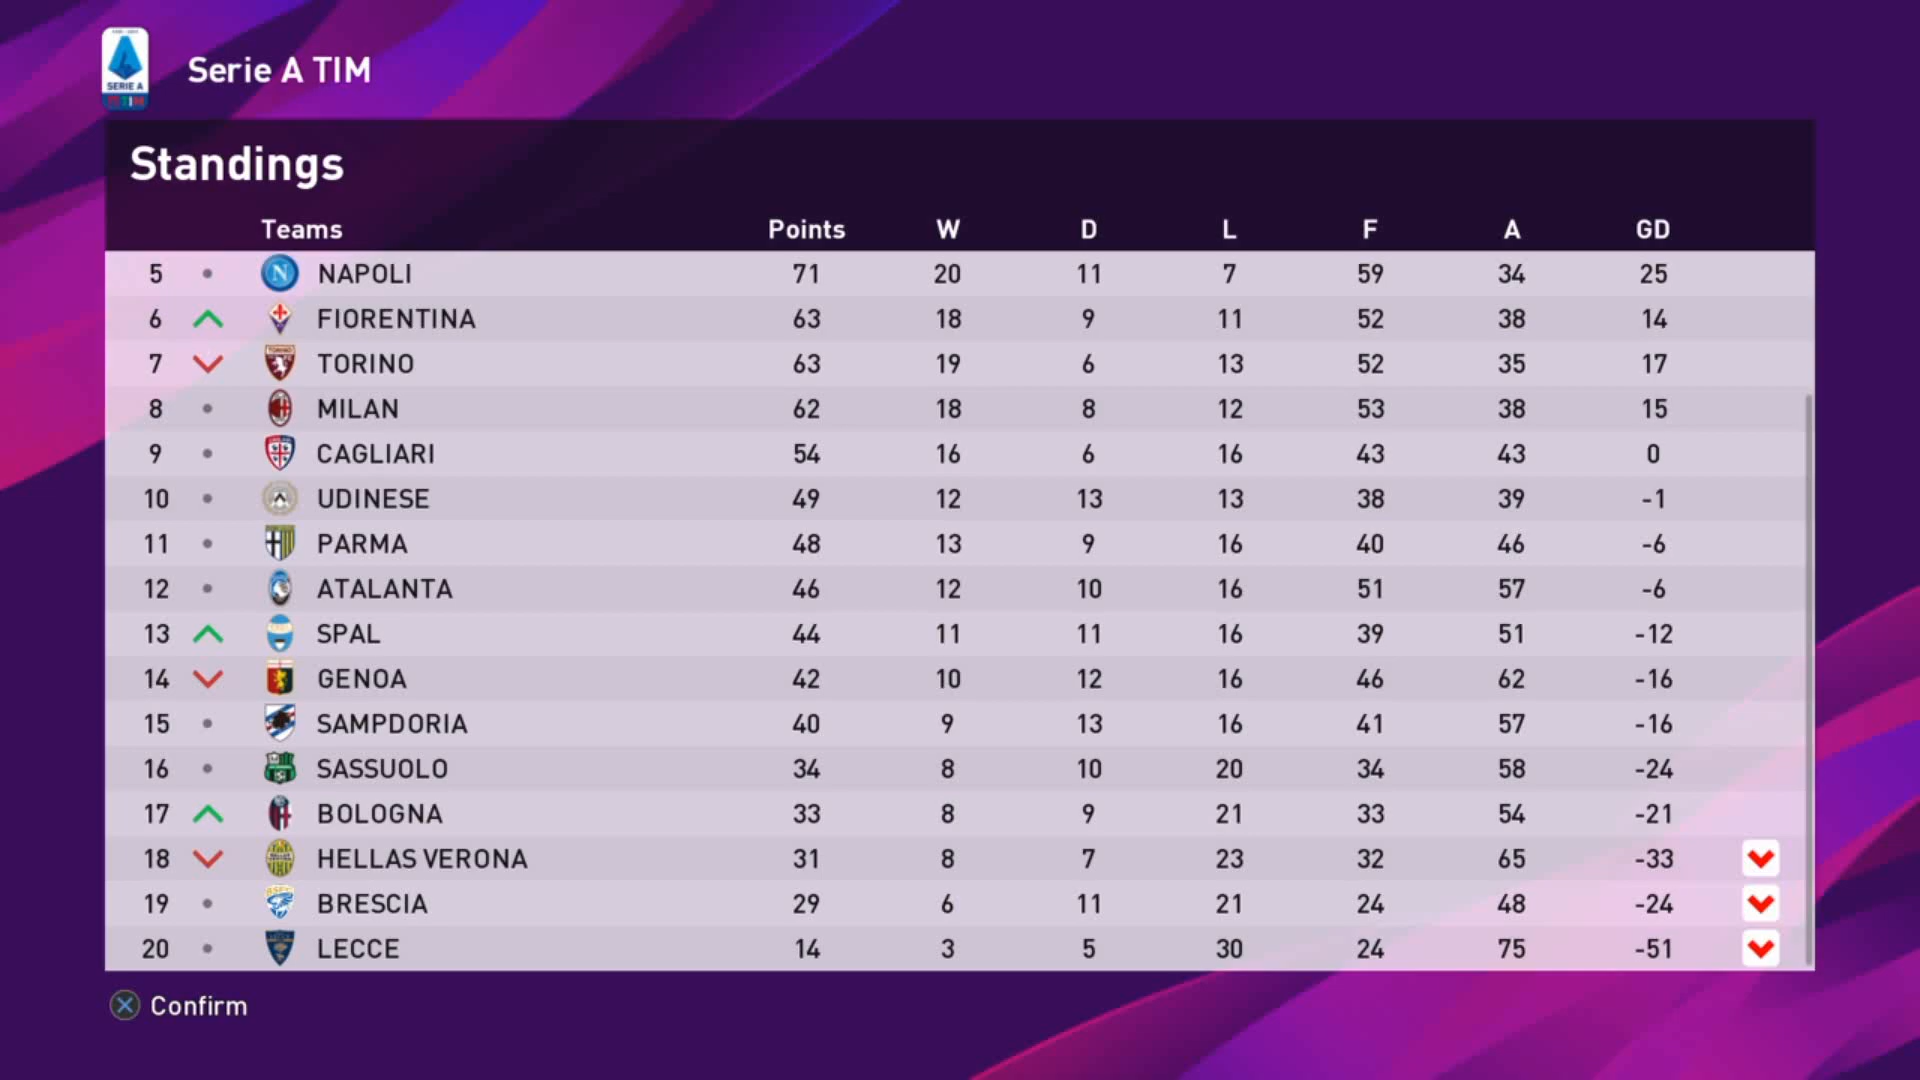 SERIE A
TIM
Serie A TIM
Standings
Teams Points W D L F A GD
5 NAPOLI 71 20 11 7 59 34 25
6 FIORENTINA 63 18 9 11 52 38 14
7 TORINO 63 19 6 13 52 35 17
8 MILAN 62 18 8 12 53 38 15
9 CAGLIARI 54 16 6 16 43 43 0
10 UDINESE 49 12 13 13 38 39 -1
11 PARMA 48 13 9 16 40 46 -6
12 ATALANTA 46 12 10 16 51 57 -6
13 SPAL 44 11 11 16 39 51 -12
14 GENOA 42 10 12 16 46 62 -16
15 SAMPDORIA 40 9 13 16 41 57 -16
16 SASSUOLO 34 8 10 20 34 58 -24
17 BOLOGNA 33 8 9 21 33 54 -21
18 HELLAS VERONA 31 8 7 23 32 65 -33
19 BRESCIA 29 6 11 21 24 48 -24
20 LECCE 14 3 5 30 24 75 -51
Confirm